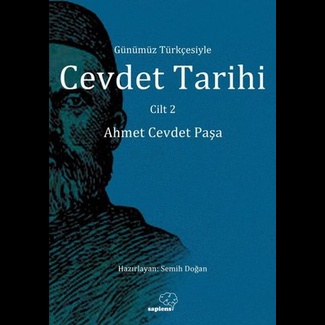 Günümüz Türkçesiyle
Cevdet Tarihi
Cilt 2
Ahmet Cevdet Paşa
Hazırlayan: Semih Doğan
sapiens